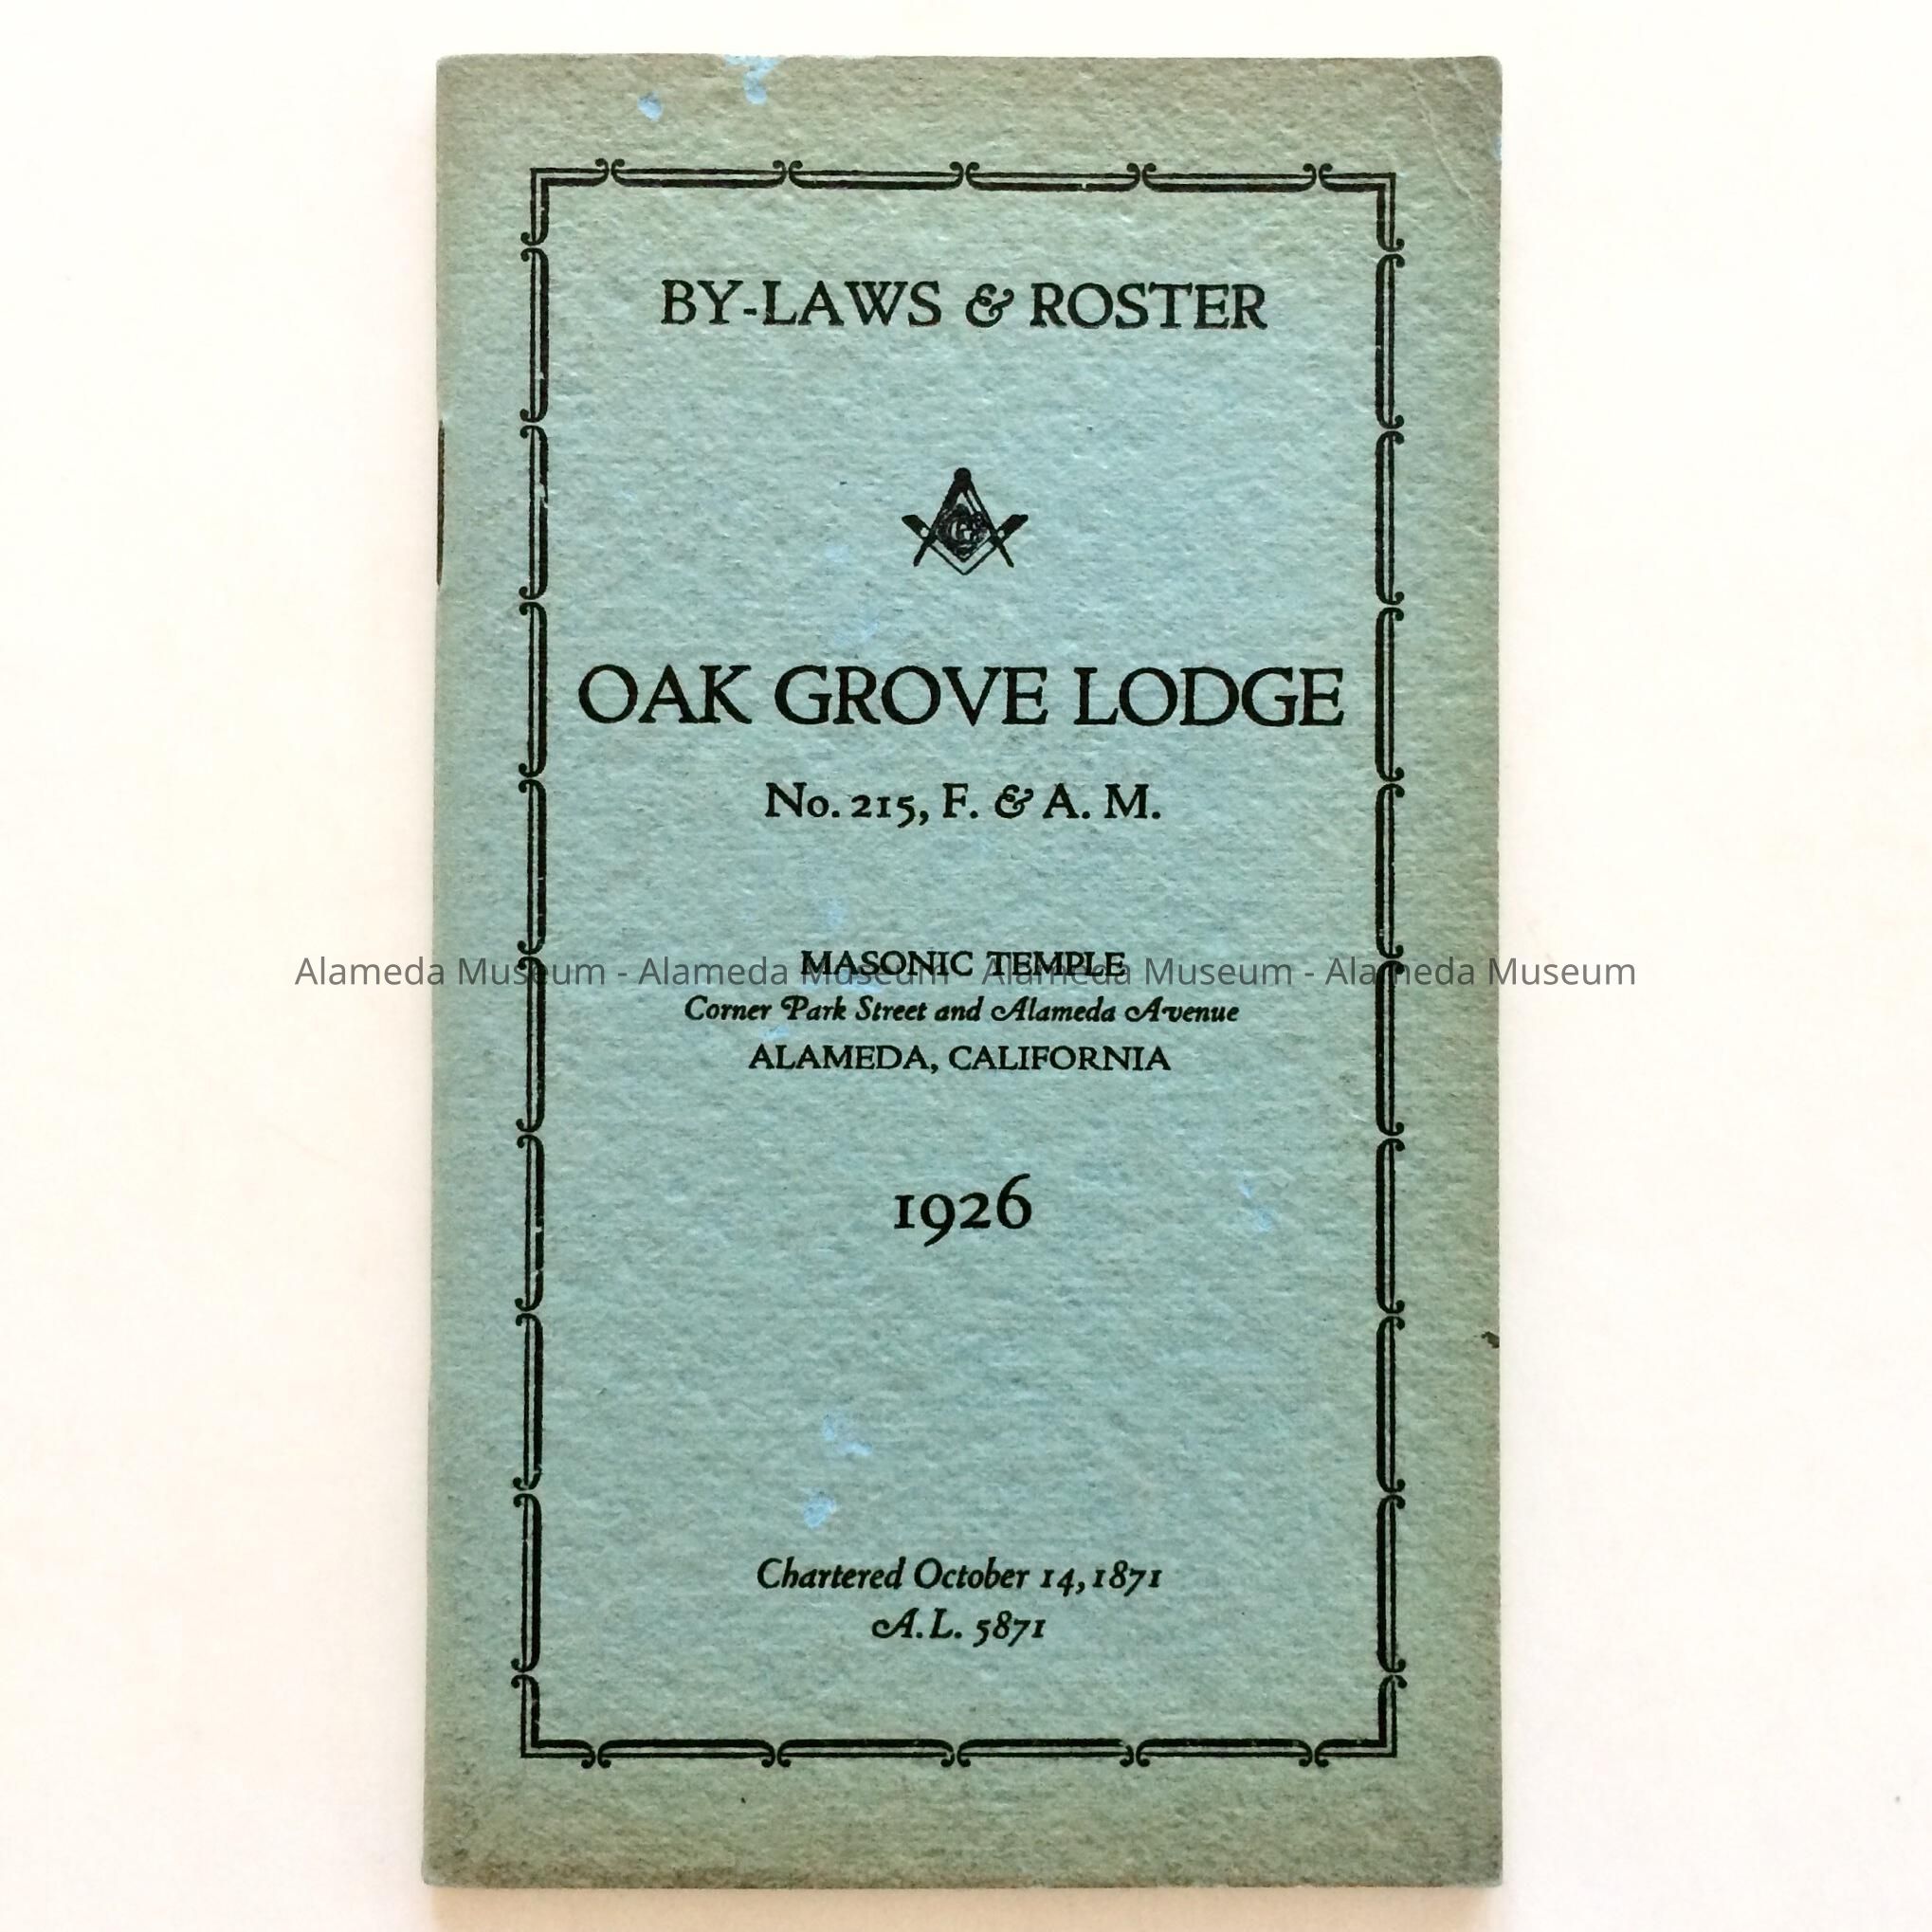 BY-LAWS & ROSTER
G
OAK GROVE LODGE
No. 215, F. & A. M.
MASONIC TEMPLE
Alameda Museum - Alameda Museum - Alameda Museum - Alameda Museum
Corner Park Street and Alameda Avenue
ALAMEDA, CALIFORNIA
1926
Chartered October 14, 1871
A. L. 5871